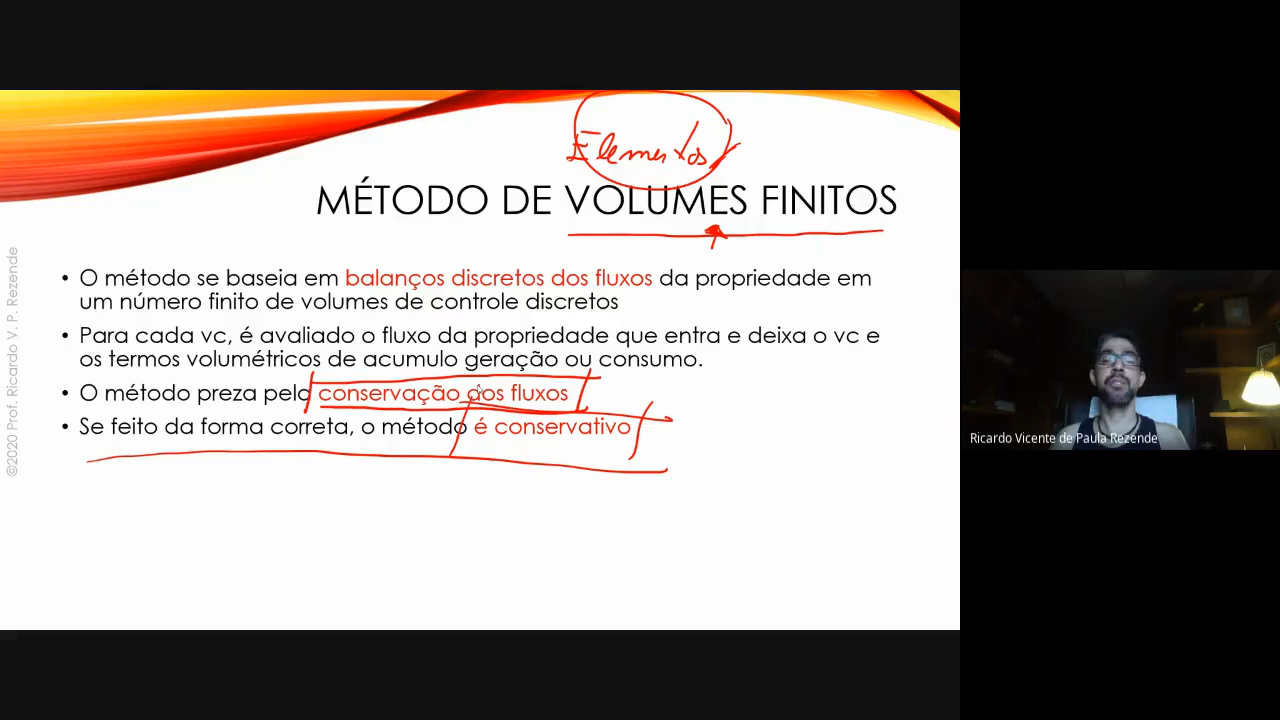 Elementos
MÉTODO DE VOLUMES FINITOS
• O método se baseia em balanços discretos dos fluxos da propriedade em
um número finito de volumes de controle discretos
• Para cada vc, é avaliado o fluxo da propriedade que entra e deixa o vc e
os termos volumétricos de acumulo geração ou consumo.
• O método preza pelo conservação dos fluxos
• Se feito da forma correta, o método é conservativo
©2020 Prof. Ricardo V. P. Rezende
Ricardo Vicente de Paula Rezende